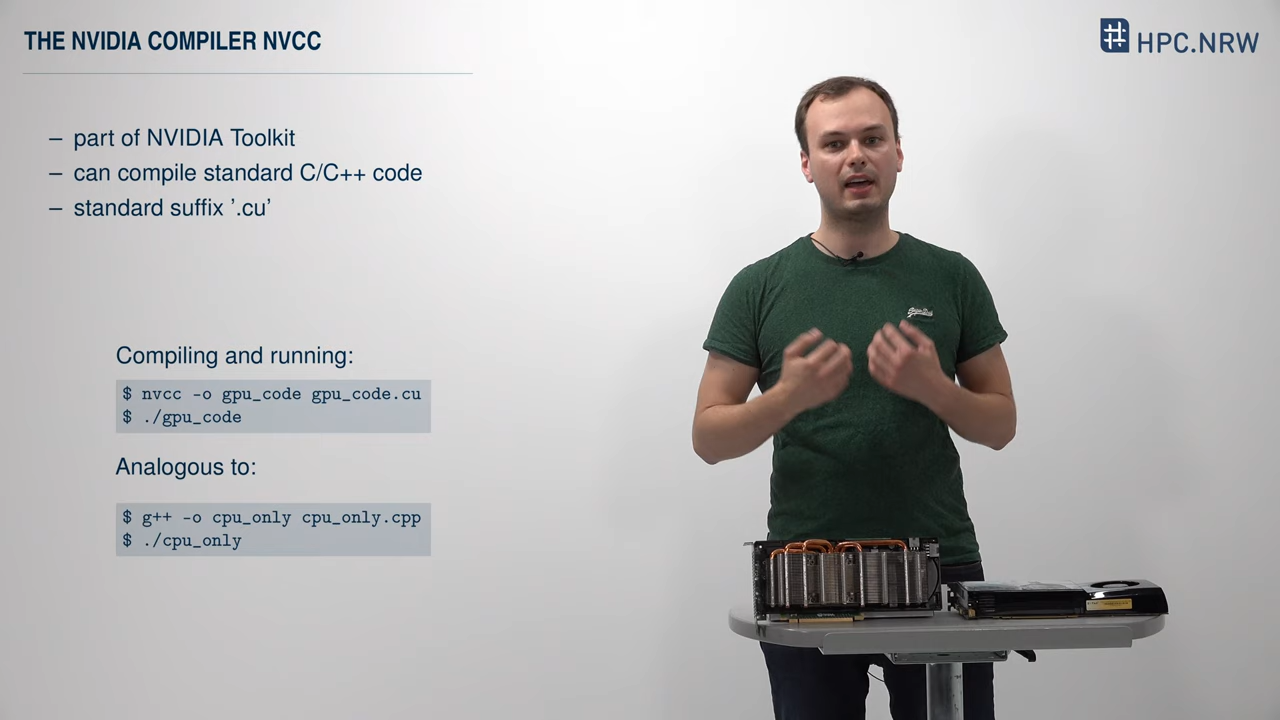 THE NVIDIA COMPILER NVCC
HPC.NRW
– part of NVIDIA Toolkit
– can compile standard C/C++ code
– standard suffix '.cu'
Compiling and running:
$ nvcc -o gpu_code gpu_code.cu
$ ./gpu_code
Analogous to:
$ g++ -o cpu_only cpu_only.cpp
$ ./cpu_only